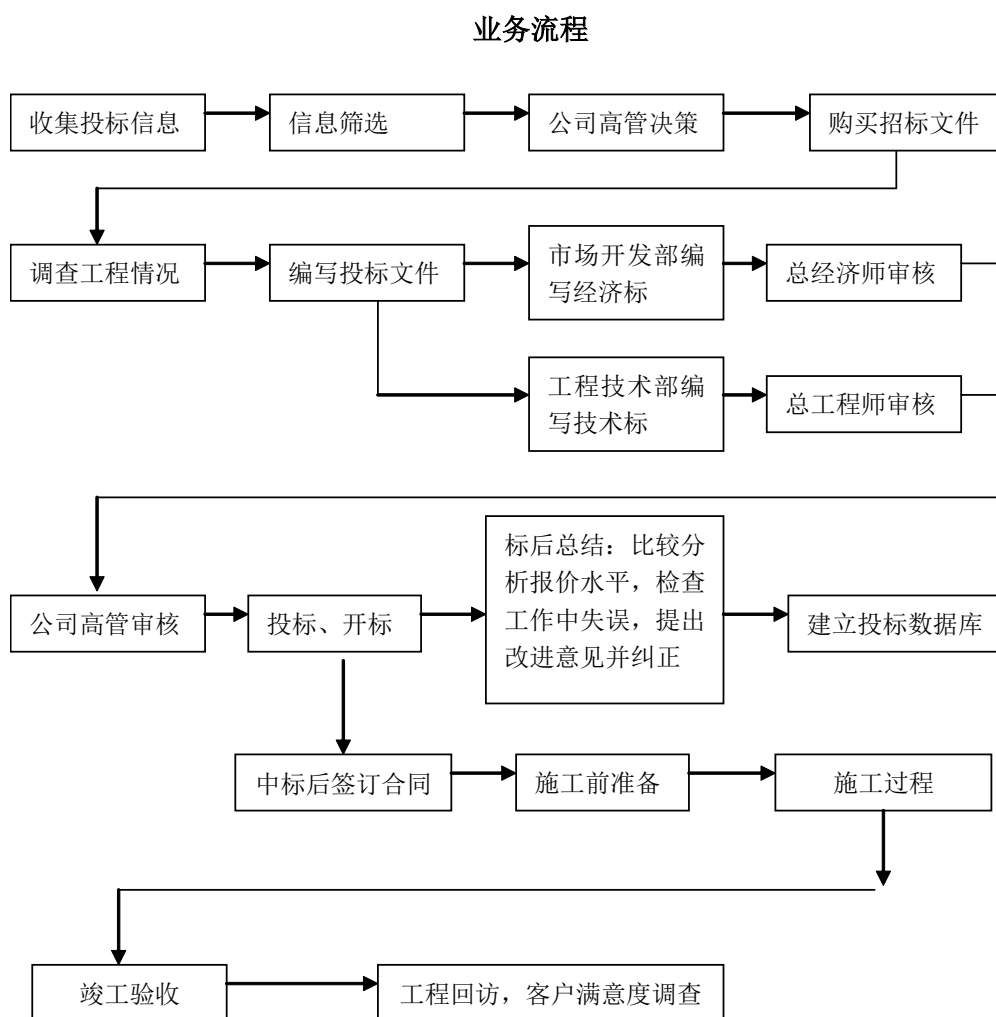 业务流程
收集投标信息
信息筛选
公司高管决策
购买招标文件
调查工程情况
编写投标文件
市场开发部编
写经济标
总经济师审核
工程技术部编
写技术标
总工程师审核
公司高管审核
投标、开标
标后总结：比较分
析报价水平，检查
工作中失误，提出
改进意见并纠正
建立投标数据库
中标后签订合同
施工前准备
施工过程
竣工验收
工程回访，客户满意度调查